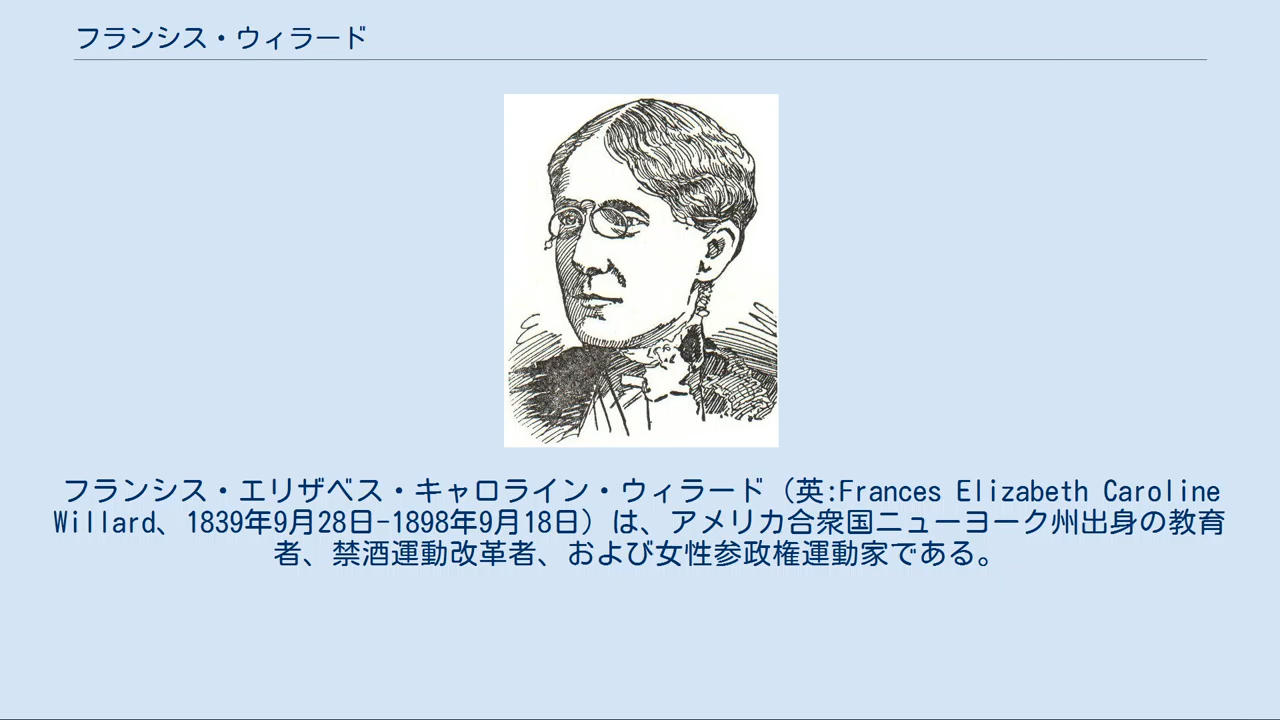 フランシス・ウィラード
フランシス・エリザベス・キャロライン・ウィラード（英:Frances Elizabeth Caroline
Willard、1839年9月28日-1898年9月18日）は、アメリカ合衆国ニューヨーク州出身の教育
者、禁酒運動改革者、および女性参政権運動家である。